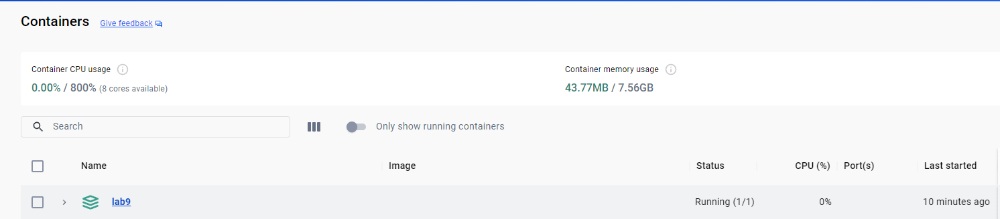 Containers Give feedback
Container CPU usage
0.00% / 800% (8 cores available)
Container memory usage
43.77MB / 7.56GB
Search
Only show running containers
Name Image Status CPU (%) Port(s) Last started
lab9 Running (1/1) 0% 10 minutes ago